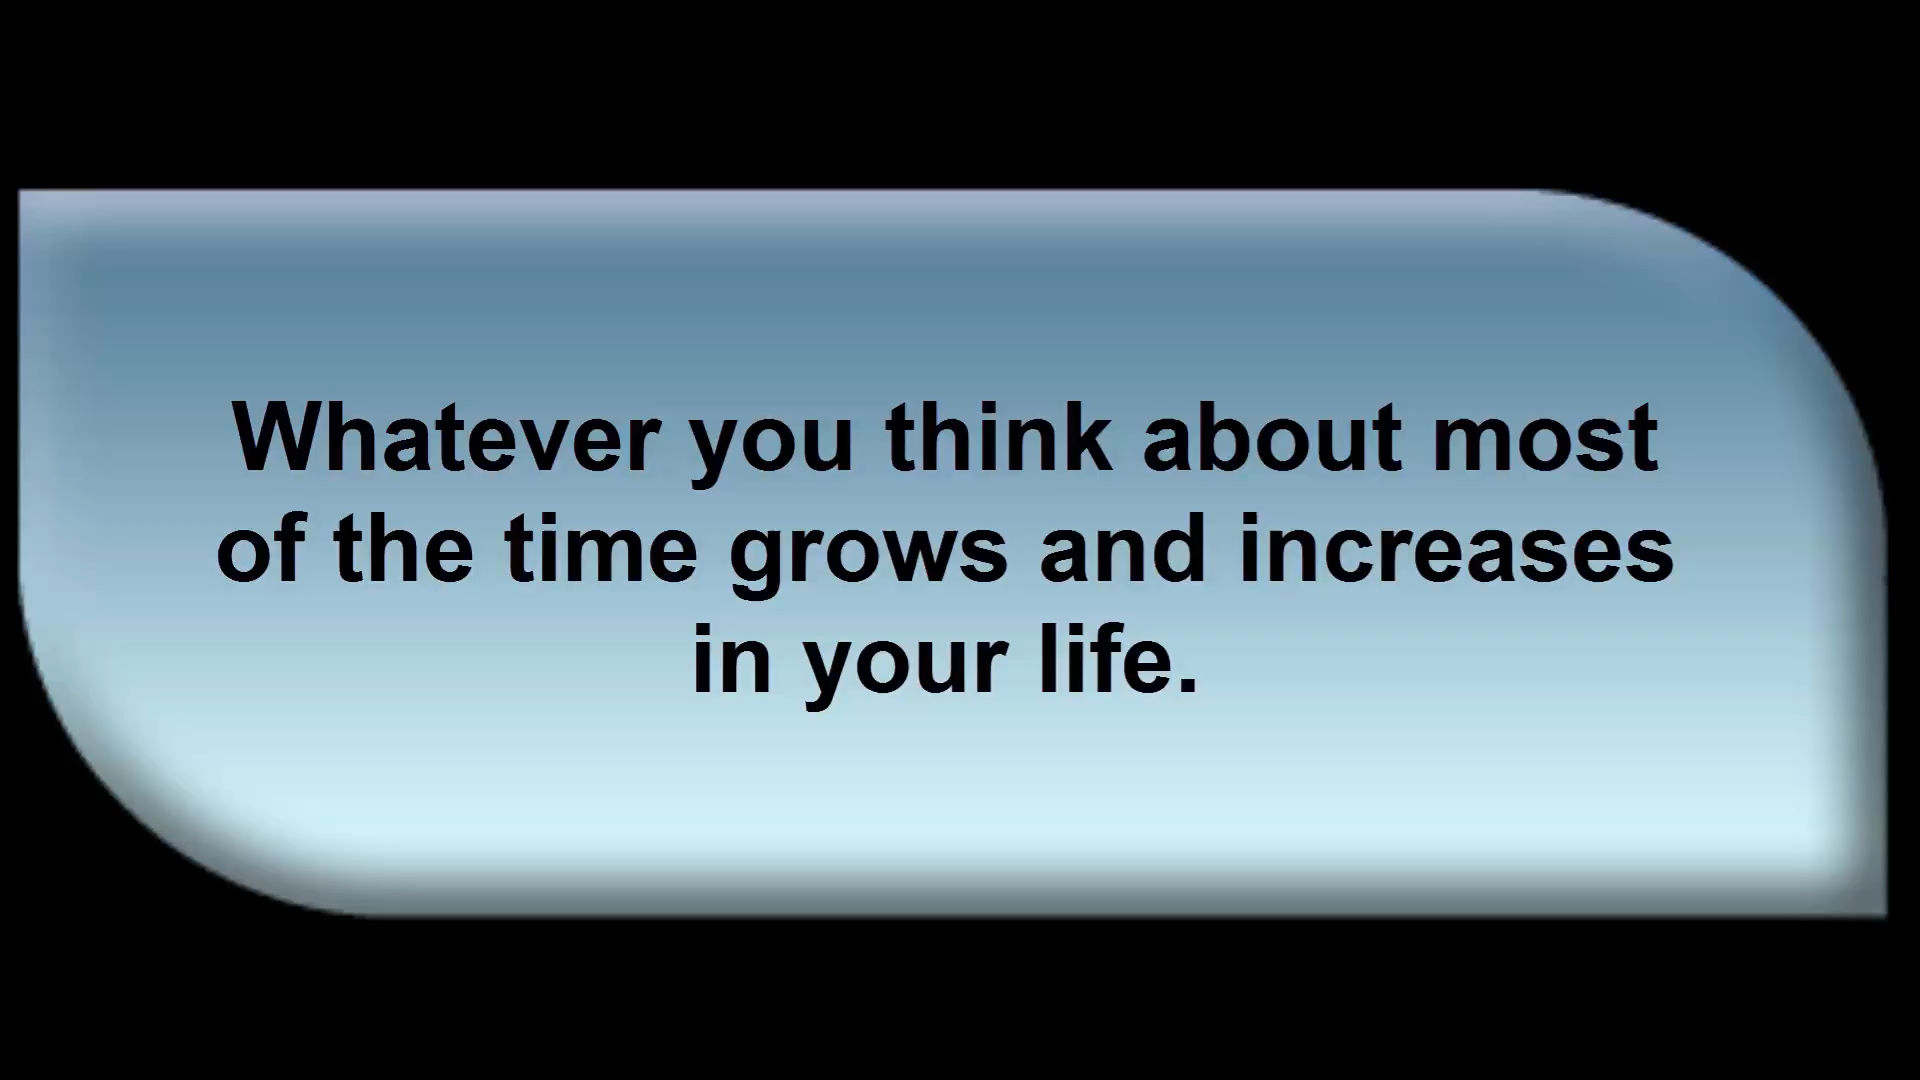 Whatever you think about most
of the time grows and increases
in your life.